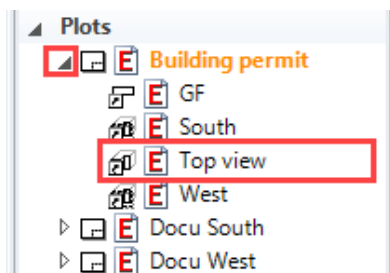 Plots
E Building permit
E GF
E South
E Top view
E West
E Docu South
E Docu West